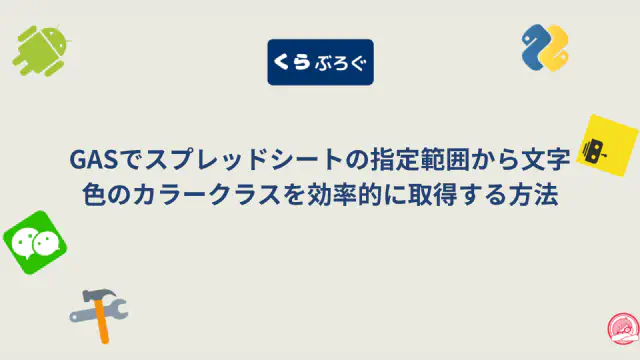 くらぶろぐ
GASでスプレッドシートの指定範囲から文字
色のカラークラスを効率的に取得する方法